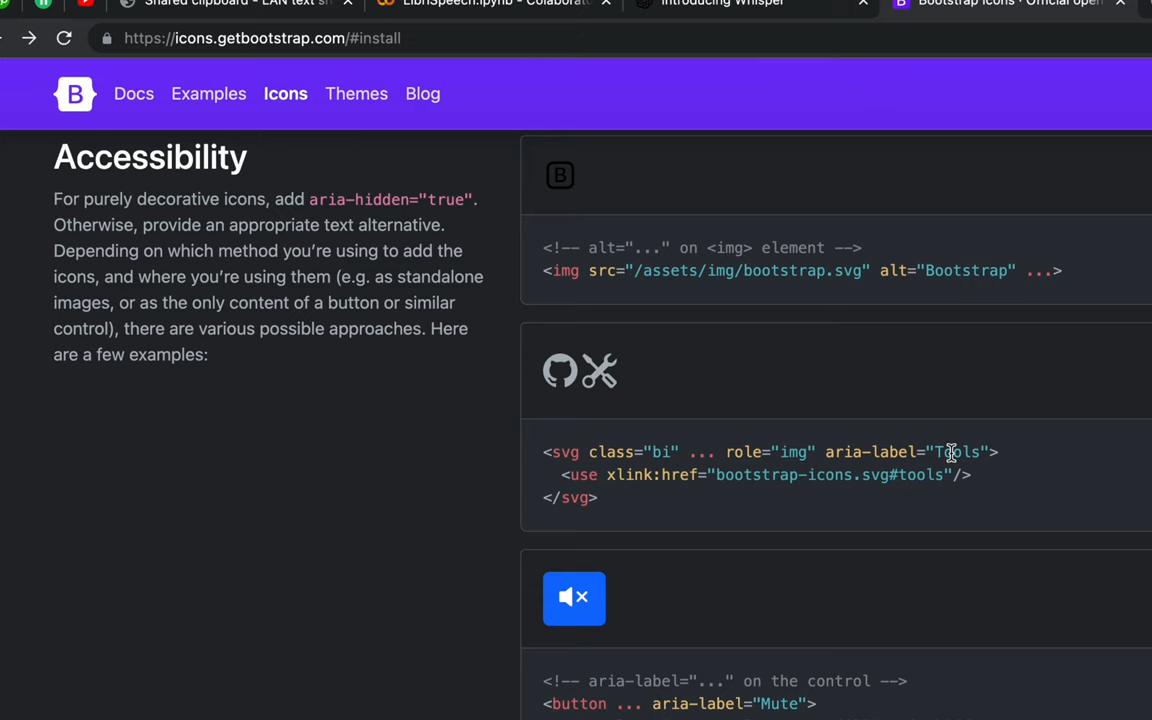 Shared clipboard - LAN text sh
LibriSpeech.ipynb - Colaborato
Introducing Whisper
Bootstrap Icons · Official open
https://icons.getbootstrap.com/#install
B
Docs
Examples
Icons
Themes
Blog
Accessibility
For purely decorative icons, add aria-hidden="true".
Otherwise, provide an appropriate text alternative.
Depending on which method you’re using to add the
icons, and where you’re using them (e.g. as standalone
images, or as the only content of a button or similar
control), there are various possible approaches. Here
are a few examples:
B
<!-- alt="..." on <img> element -->
<img src="/assets/img/bootstrap.svg" alt="Bootstrap" ...>
<svg class="bi" ... role="img" aria-label="Tools">
<use xlink:href="bootstrap-icons.svg#tools"/>
</svg>
<!-- aria-label="..." on the control -->
<button ... aria-label="Mute">